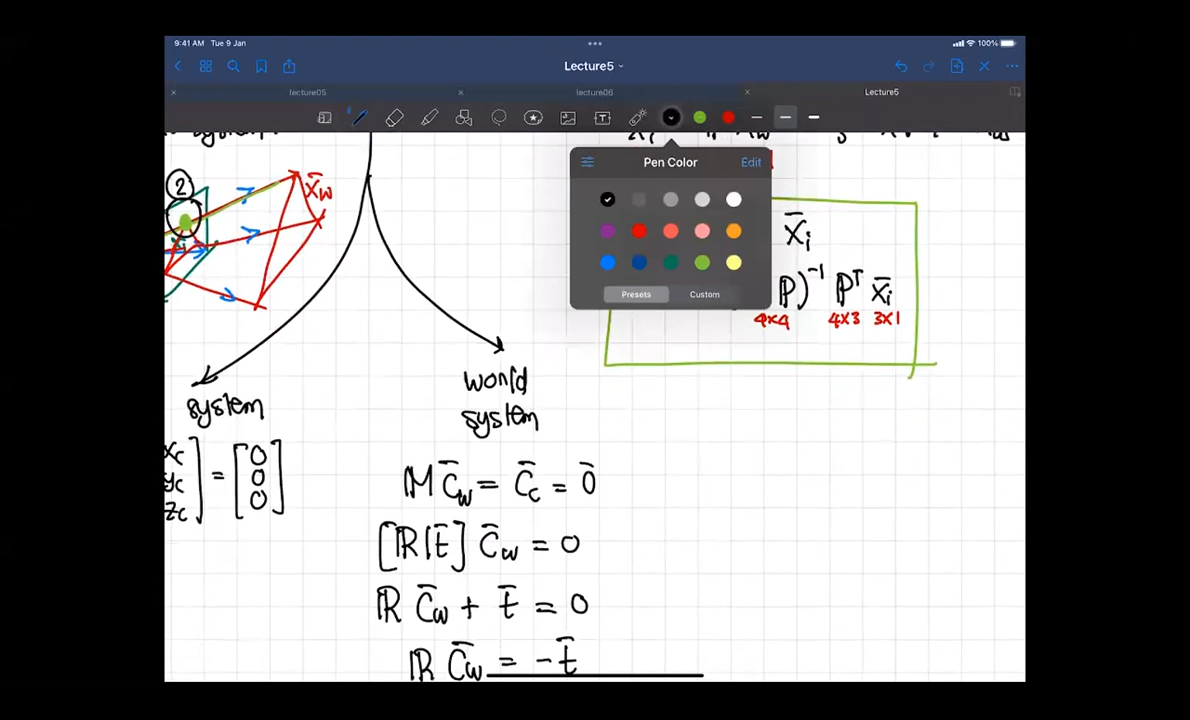 9:41 AM Tue 9 Jan
100%
Lecture5
lecture05
lecture06
Lecture5
system
Pen Color
Edit
Presets
Custom
2
X̄w
X̄i
P)⁻¹ Pᵀ X̄i
4x4 4x3 3x1
system
world
system
xc
yc
zc
= [0
0
0]
M C̄w = C̄c = 0̄
[R|t̄] C̄w = 0
R C̄w + t̄ = 0
R C̄w = -t̄